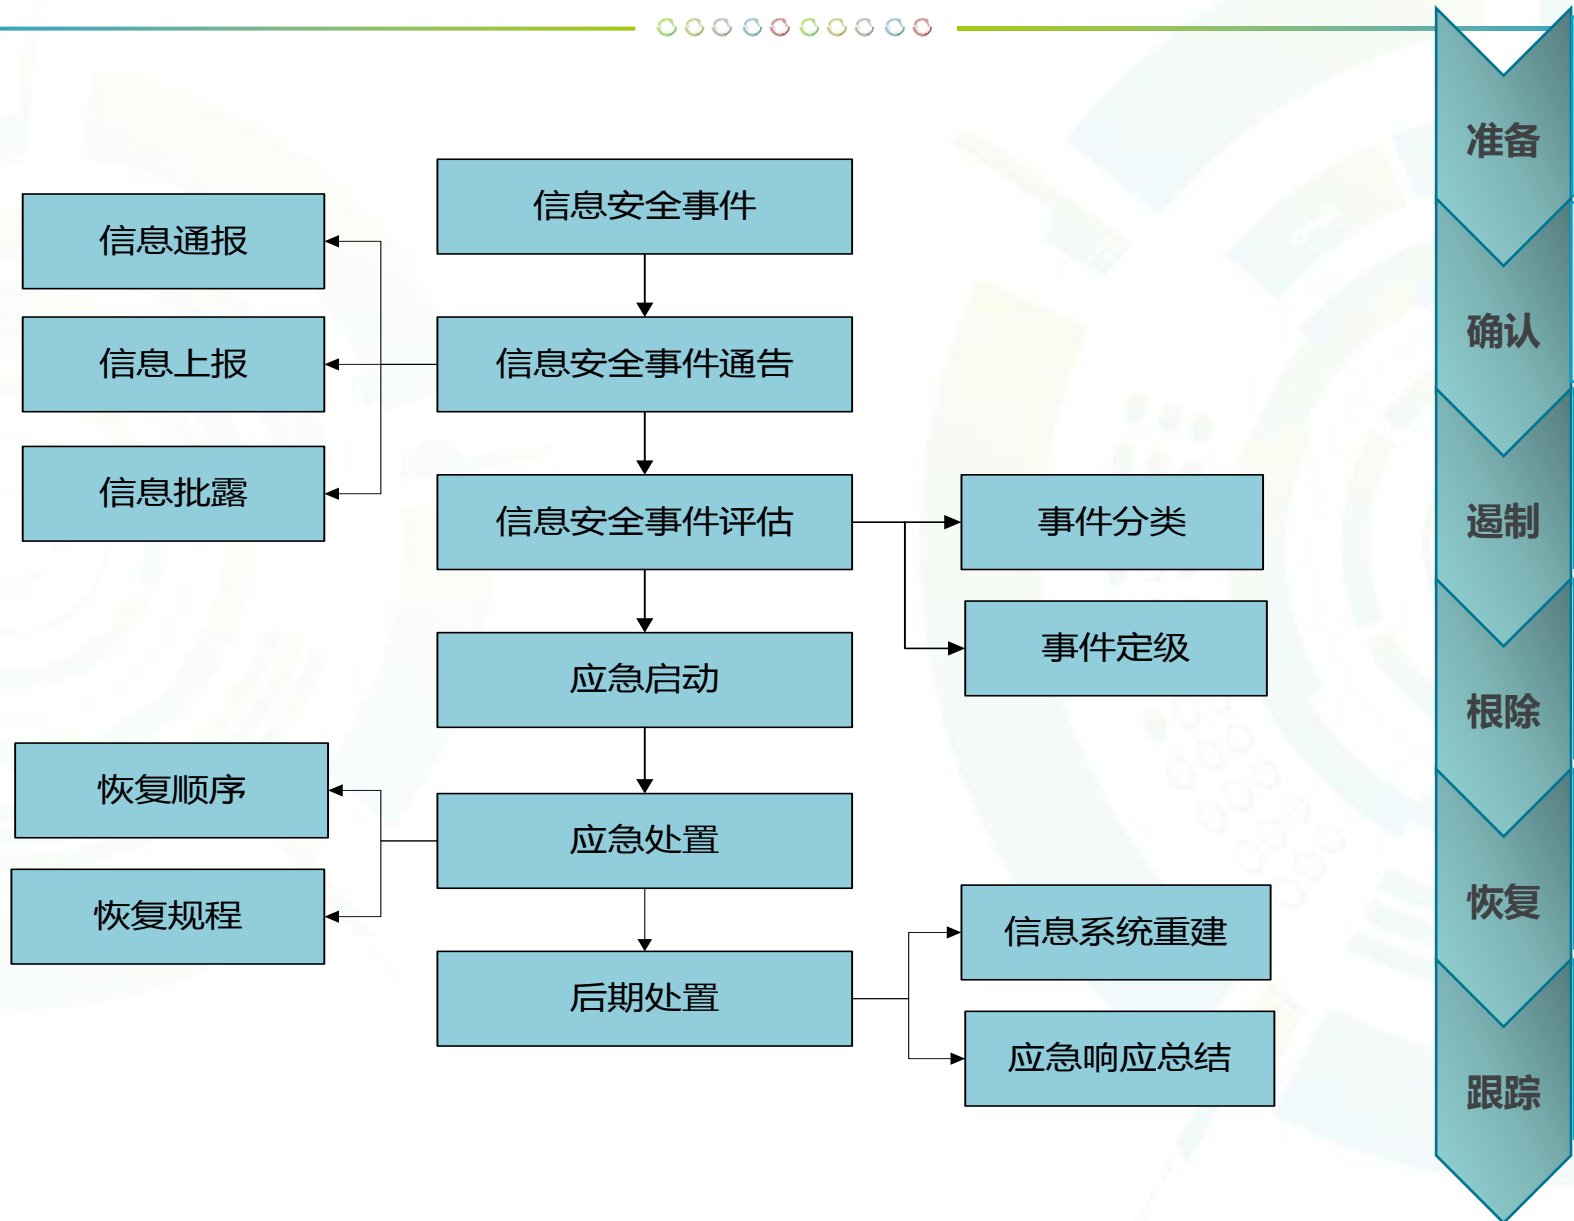 信息安全事件
信息通报
信息上报
信息安全事件通告
信息批露
信息安全事件评估
事件分类
事件定级
应急启动
恢复顺序
应急处置
恢复规程
信息系统重建
后期处置
应急响应总结
准备
确认
遏制
根除
恢复
跟踪